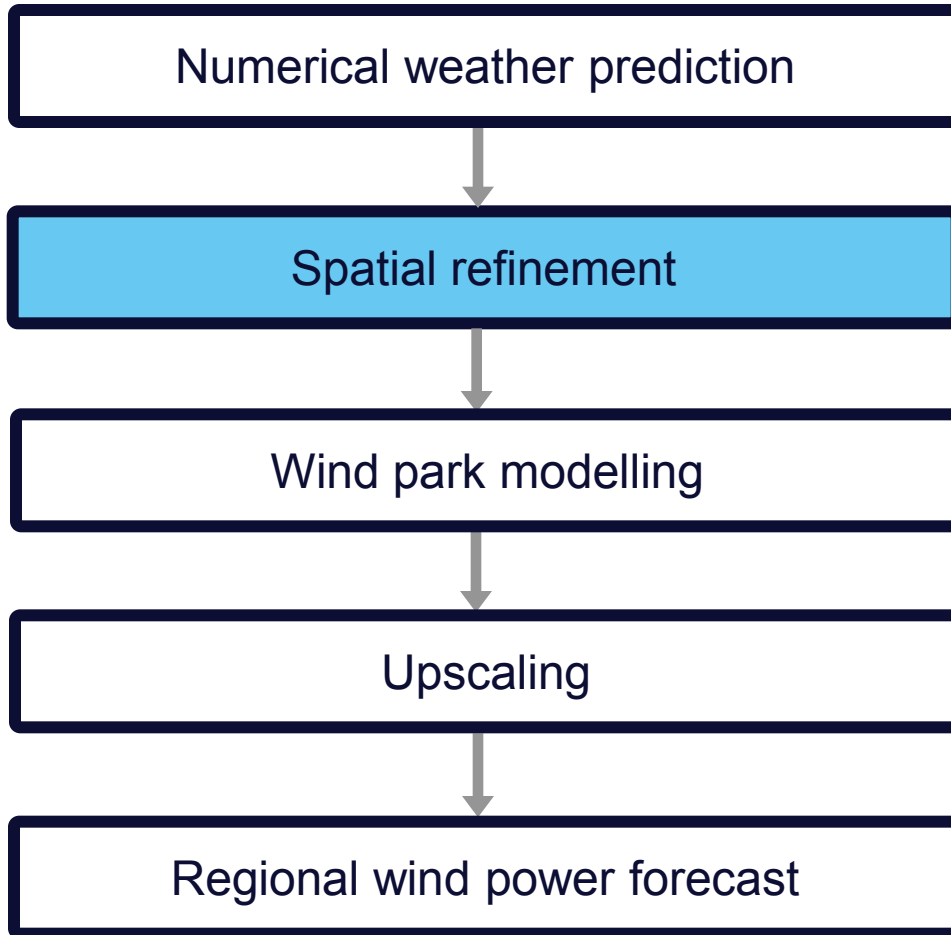 Numerical weather prediction
Spatial refinement
Wind park modelling
Upscaling
Regional wind power forecast